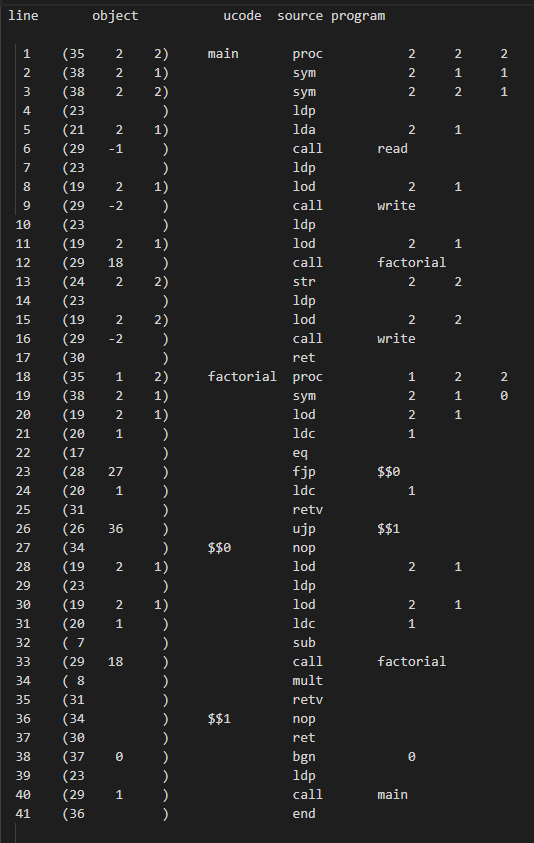 line object ucode source program
1 (35 2 2) main proc 2 2 2
2 (38 2 1) sym 2 1 1
3 (38 2 2) sym 2 2 1
4 (23 ) ldp
5 (21 2 1) lda 2 1
6 (29 -1 ) call read
7 (23 ) ldp
8 (19 2 1) lod 2 1
9 (29 -2 ) call write
10 (23 ) ldp
11 (19 2 1) lod 2 1
12 (29 18 ) call factorial
13 (24 2 2) str 2 2
14 (23 ) ldp
15 (19 2 2) lod 2 2
16 (29 -2 ) call write
17 (30 ) ret
18 (35 1 2) factorial proc 1 2 2
19 (38 2 1) sym 2 1 0
20 (19 2 1) lod 2 1
21 (20 1 ) ldc 1
22 (17 ) eq
23 (28 27 ) fjp $$0
24 (20 1 ) ldc 1
25 (31 ) retv
26 (26 36 ) ujp $$1
27 (34 ) $$0 nop
28 (19 2 1) lod 2 1
29 (23 ) ldp
30 (19 2 1) lod 2 1
31 (20 1 ) ldc 1
32 ( 7 ) sub
33 (29 18 ) call factorial
34 ( 8 ) mult
35 (31 ) retv
36 (34 ) $$1 nop
37 (30 ) ret
38 (37 0 ) bgn 0
39 (23 ) ldp
40 (29 1 ) call main
41 (36 ) end